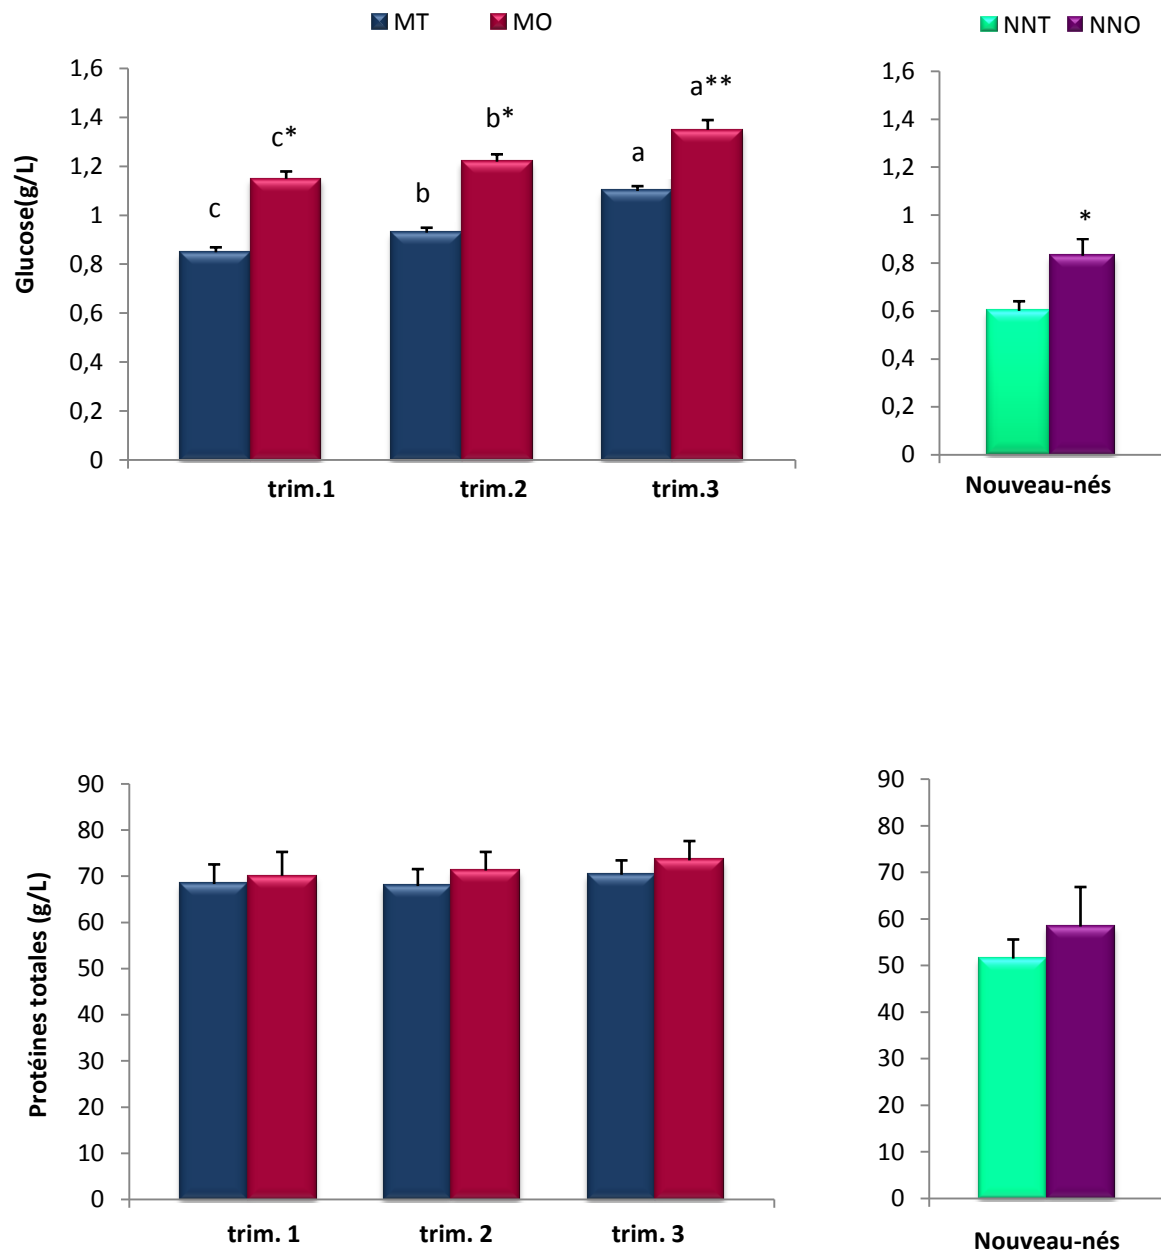 MT MO
Glucose(g/L)
1,6
1,4
1,2
1
0,8
0,6
0,4
0,2
0
c
c*
b
b*
a
a**
trim.1 trim.2 trim.3
NNT NNO
1,6
1,4
1,2
1
0,8
0,6
0,4
0,2
0
*
Nouveau-nés
Protéines totales (g/L)
90
80
70
60
50
40
30
20
10
0
trim. 1 trim. 2 trim. 3
90
80
70
60
50
40
30
20
10
0
Nouveau-nés